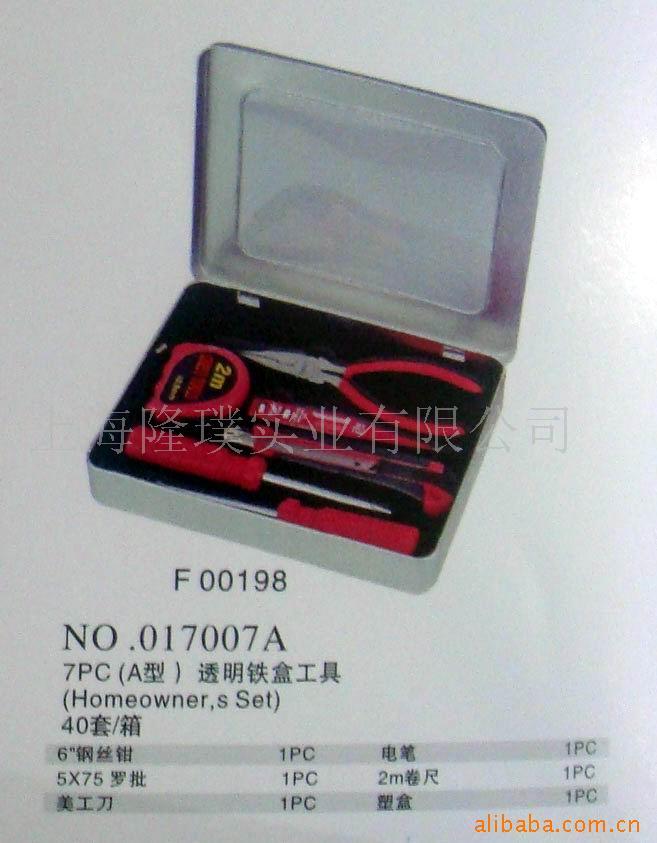 2m
上海隆璞实业有限公司
F 00198
NO .017007A
7PC (A型 ) 透明铁盒工具
(Homeowner,s Set)
40套/箱
6"钢丝钳 1PC 电笔 1PC
5X75 罗批 1PC 2m卷尺 1PC
美工刀 1PC 塑盒 1PC
alibaba.com.cn